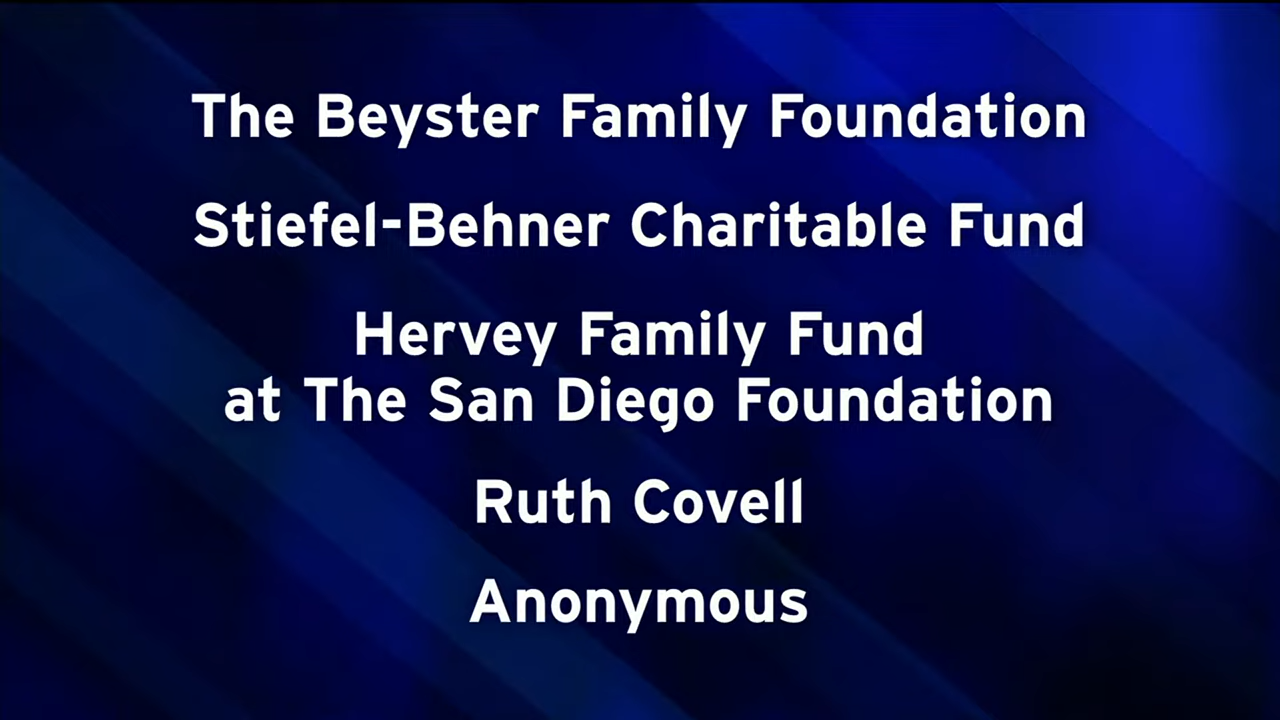 The Beyster Family Foundation
Stiefel-Behner Charitable Fund
Hervey Family Fund
at The San Diego Foundation
Ruth Covell
Anonymous